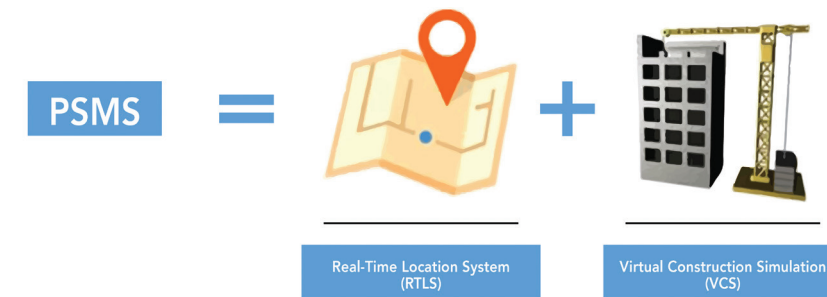 PSMS = +
Real-Time Location System
(RTLS)
Virtual Construction Simulation
(VCS)